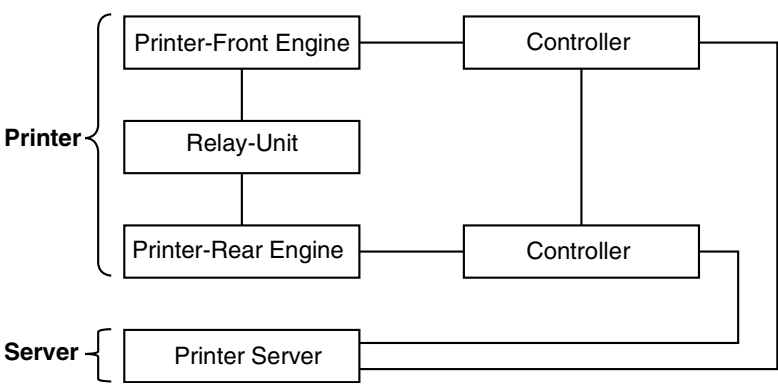 Printer-Front Engine
Controller
Printer
Relay-Unit
Printer-Rear Engine
Controller
Server
Printer Server